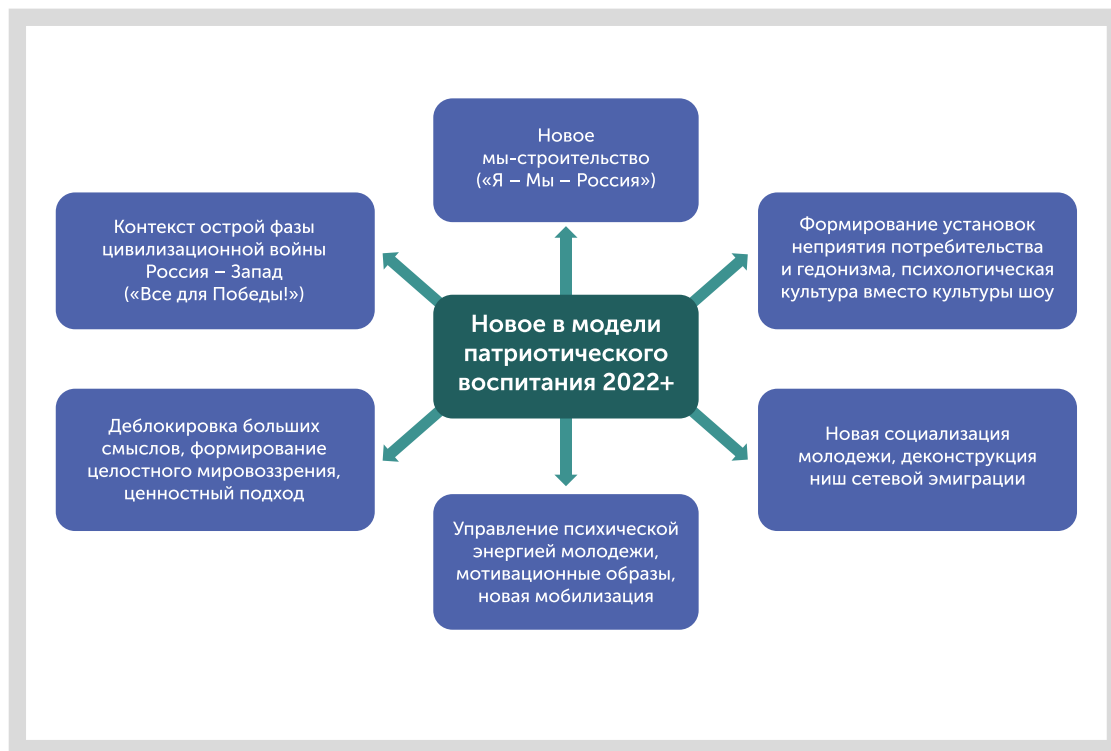 Новое
мы-строительство
(«Я – Мы – Россия»)
Контекст острой фазы
цивилизационной войны
Россия – Запад
(«Все для Победы!»)
Формирование установок
неприятия потребительства
и гедонизма, психологическая
культура вместо культуры шоу
Новое в модели
патриотического
воспитания 2022+
Деблокировка больших
смыслов, формирование
целостного мировоззрения,
ценностный подход
Новая социализация
молодежи, деконструкция
ниш сетевой эмиграции
Управление психической
энергией молодежи,
мотивационные образы,
новая мобилизация